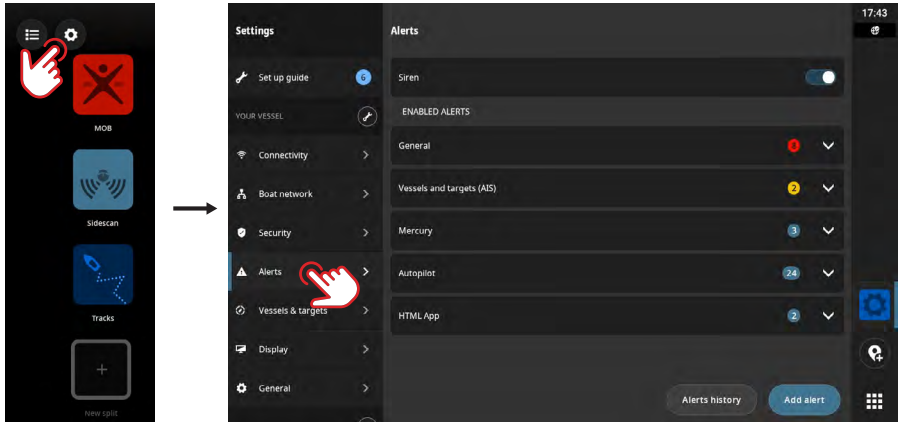 MOB
Sidescan
Tracks
+
New split
Settings
Set up guide 6
YOUR VESSEL
Connectivity
Boat network
Security
Alerts
Vessels & targets
Display
General
Alerts
Siren
ENABLED ALERTS
General
Vessels and targets (AIS) 2
Mercury 3
Autopilot 24
HTML App 2
Alerts history
Add alert
17:43